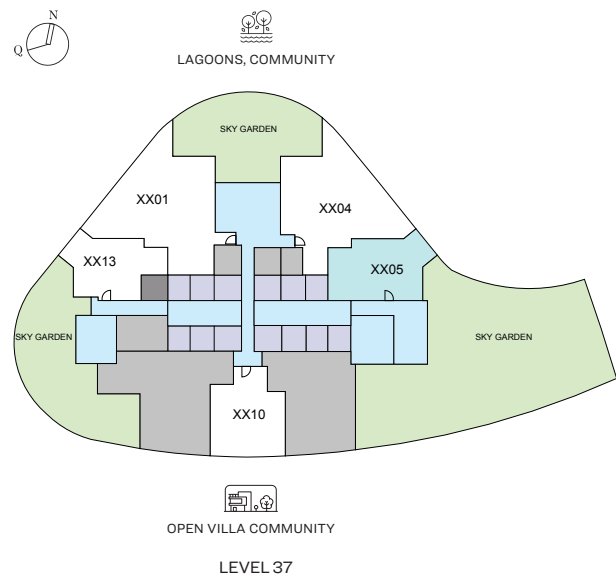 N
Q
LAGOONS, COMMUNITY
SKY GARDEN
XX01
XX04
XX13
XX05
SKY GARDEN
SKY GARDEN
XX10
OPEN VILLA COMMUNITY
LEVEL 37